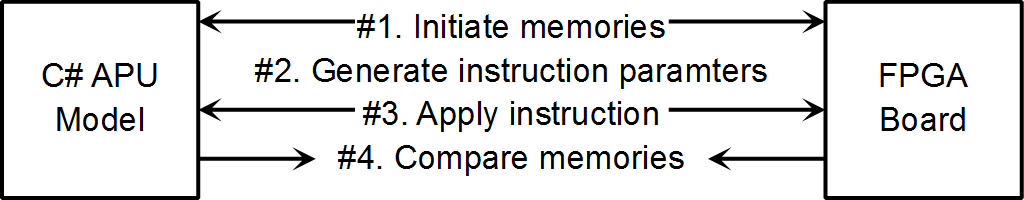 C# APU
Model
#1. Initiate memories
#2. Generate instruction paramters
#3. Apply instruction
#4. Compare memories
FPGA
Board